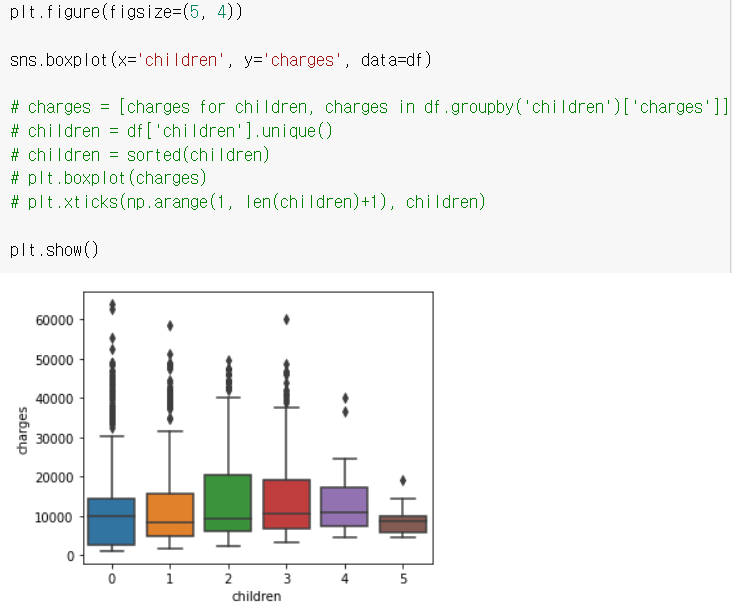 plt.figure(figsize=(5, 4))
sns.boxplot(x='children', y='charges', data=df)
# charges = [charges for children, charges in df.groupby('children')['charges']]
# children = df['children'].unique()
# children = sorted(children)
# plt.boxplot(charges)
# plt.xticks(np.arange(1, len(children)+1), children)
plt.show()
60000
50000
40000
30000
20000
10000
0
charges
0 1 2 3 4 5
children